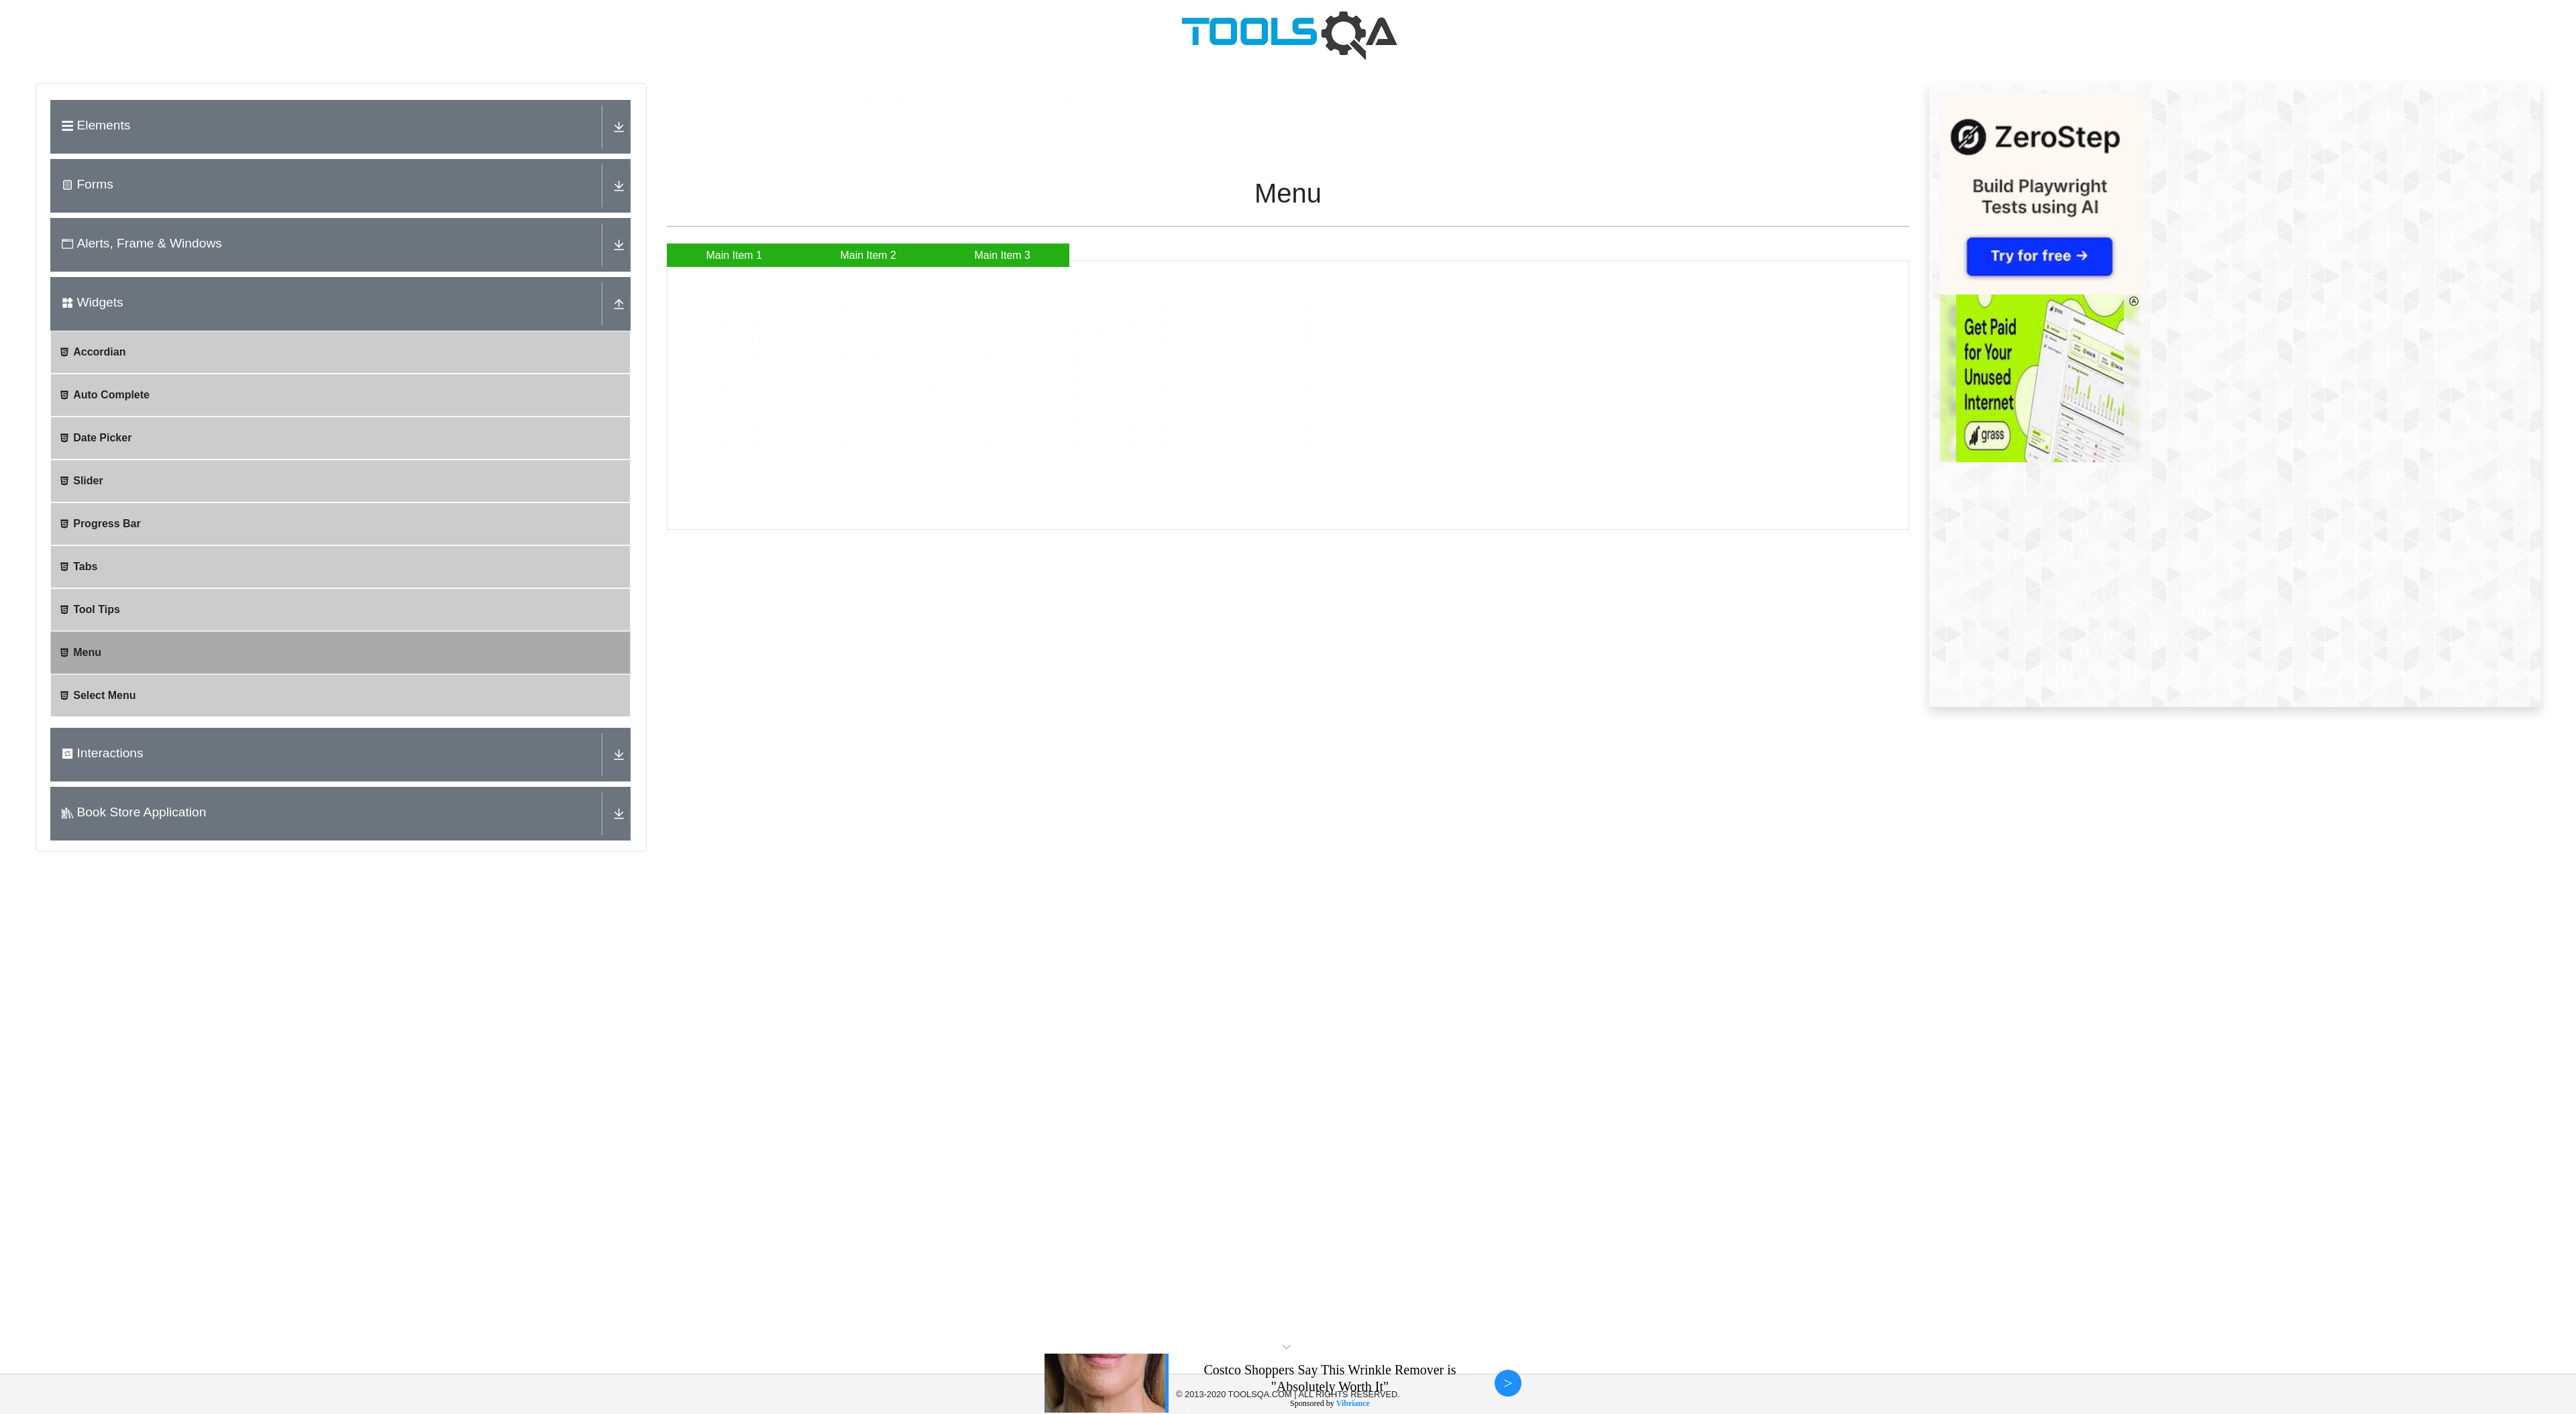 TOOLSQA
Elements
Forms
Alerts, Frame & Windows
Widgets
Accordian
Auto Complete
Date Picker
Slider
Progress Bar
Tabs
Tool Tips
Menu
Select Menu
Interactions
Book Store Application
Menu
Main Item 1
Main Item 2
Main Item 3
ZeroStep
Build Playwright
Tests using AI
Try for free →
Get Paid
for Your
Unused
Internet
grass
Costco Shoppers Say This Wrinkle Remover is
"Absolutely Worth It"
© 2013-2020 TOOLSQA.COM | ALL RIGHTS RESERVED.
Sponsored by Vibriance
>